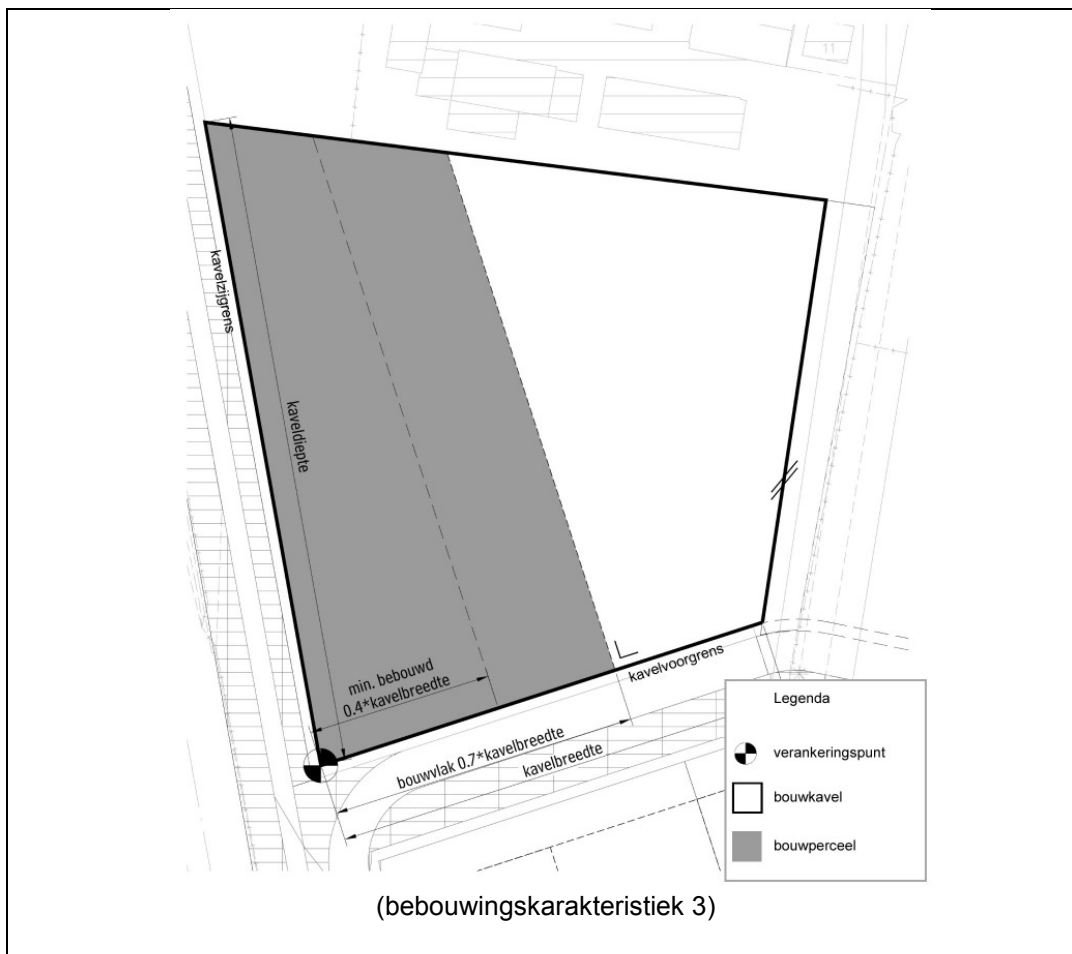 11
kavelzijgrens
kaveldiepte
min. bebouwd
0.4*kavelbreedte
kavelvoorgrens
bouwvlak 0.7*kavelbreedte
kavelbreedte
Legenda
verankeringspunt
bouwkavel
bouwperceel
(bebouwingskarakteristiek 3)